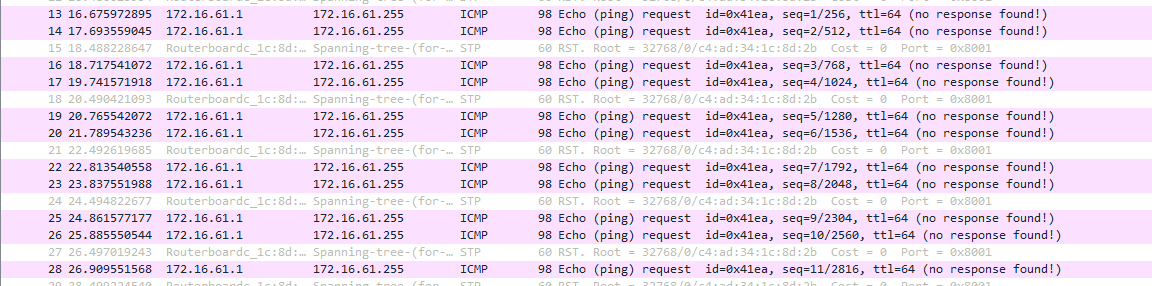 13 16.675972895 172.16.61.1 172.16.61.255 ICMP 98 Echo (ping) request id=0x41ea, seq=1/256, ttl=64 (no response found!)
14 17.693559045 172.16.61.1 172.16.61.255 ICMP 98 Echo (ping) request id=0x41ea, seq=2/512, ttl=64 (no response found!)
15 18.488228647 Routerboardc_1c:8d:… Spanning-tree-(for-… STP 60 RST. Root = 32768/0/c4:ad:34:1c:8d:2b Cost = 0 Port = 0x8001
16 18.717541072 172.16.61.1 172.16.61.255 ICMP 98 Echo (ping) request id=0x41ea, seq=3/768, ttl=64 (no response found!)
17 19.741571918 172.16.61.1 172.16.61.255 ICMP 98 Echo (ping) request id=0x41ea, seq=4/1024, ttl=64 (no response found!)
18 20.490421093 Routerboardc_1c:8d:… Spanning-tree-(for-… STP 60 RST. Root = 32768/0/c4:ad:34:1c:8d:2b Cost = 0 Port = 0x8001
19 20.765542072 172.16.61.1 172.16.61.255 ICMP 98 Echo (ping) request id=0x41ea, seq=5/1280, ttl=64 (no response found!)
20 21.789543236 172.16.61.1 172.16.61.255 ICMP 98 Echo (ping) request id=0x41ea, seq=6/1536, ttl=64 (no response found!)
21 22.492619685 Routerboardc_1c:8d:… Spanning-tree-(for-… STP 60 RST. Root = 32768/0/c4:ad:34:1c:8d:2b Cost = 0 Port = 0x8001
22 22.813540558 172.16.61.1 172.16.61.255 ICMP 98 Echo (ping) request id=0x41ea, seq=7/1792, ttl=64 (no response found!)
23 23.837551988 172.16.61.1 172.16.61.255 ICMP 98 Echo (ping) request id=0x41ea, seq=8/2048, ttl=64 (no response found!)
24 24.494822677 Routerboardc_1c:8d:… Spanning-tree-(for-… STP 60 RST. Root = 32768/0/c4:ad:34:1c:8d:2b Cost = 0 Port = 0x8001
25 24.861577177 172.16.61.1 172.16.61.255 ICMP 98 Echo (ping) request id=0x41ea, seq=9/2304, ttl=64 (no response found!)
26 25.885550544 172.16.61.1 172.16.61.255 ICMP 98 Echo (ping) request id=0x41ea, seq=10/2560, ttl=64 (no response found!)
27 26.497019243 Routerboardc_1c:8d:… Spanning-tree-(for-… STP 60 RST. Root = 32768/0/c4:ad:34:1c:8d:2b Cost = 0 Port = 0x8001
28 26.909551568 172.16.61.1 172.16.61.255 ICMP 98 Echo (ping) request id=0x41ea, seq=11/2816, ttl=64 (no response found!)